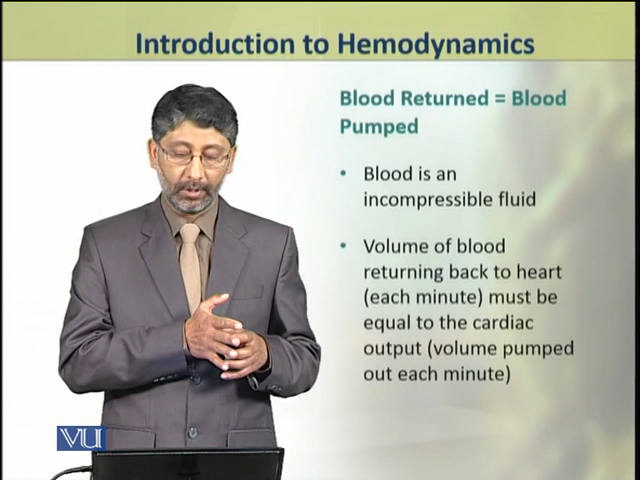 Introduction to Hemodynamics
Blood Returned = Blood
Pumped
• Blood is an
incompressible fluid
• Volume of blood
returning back to heart
(each minute) must be
equal to the cardiac
output (volume pumped
out each minute)
VU